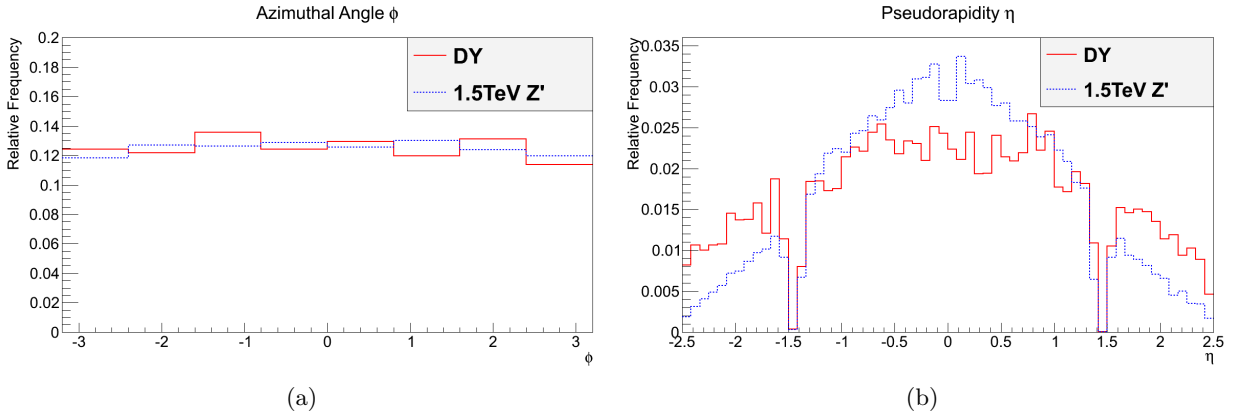 Azimuthal Angle ϕ
Relative Frequency
0.2
0.18
0.16
0.14
0.12
0.1
0.08
0.06
0.04
0.02
0
DY
1.5TeV Z'
-3 -2 -1 0 1 2 3
ϕ
(a)
Pseudorapidity η
Relative Frequency
0.035
0.03
0.025
0.02
0.015
0.01
0.005
0
DY
1.5TeV Z'
-2.5 -2 -1.5 -1 -0.5 0 0.5 1 1.5 2 2.5
η
(b)